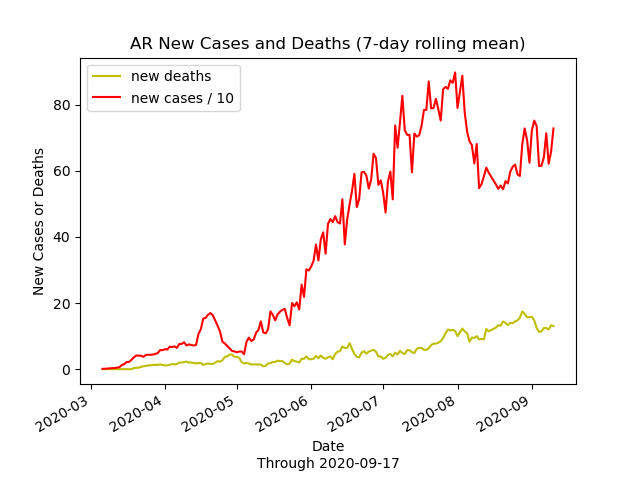 AR New Cases and Deaths (7-day rolling mean)
new deaths
new cases / 10
New Cases or Deaths
80
60
40
20
0
2020-03
2020-04
2020-05
2020-06
2020-07
2020-08
2020-09
Date
Through 2020-09-17